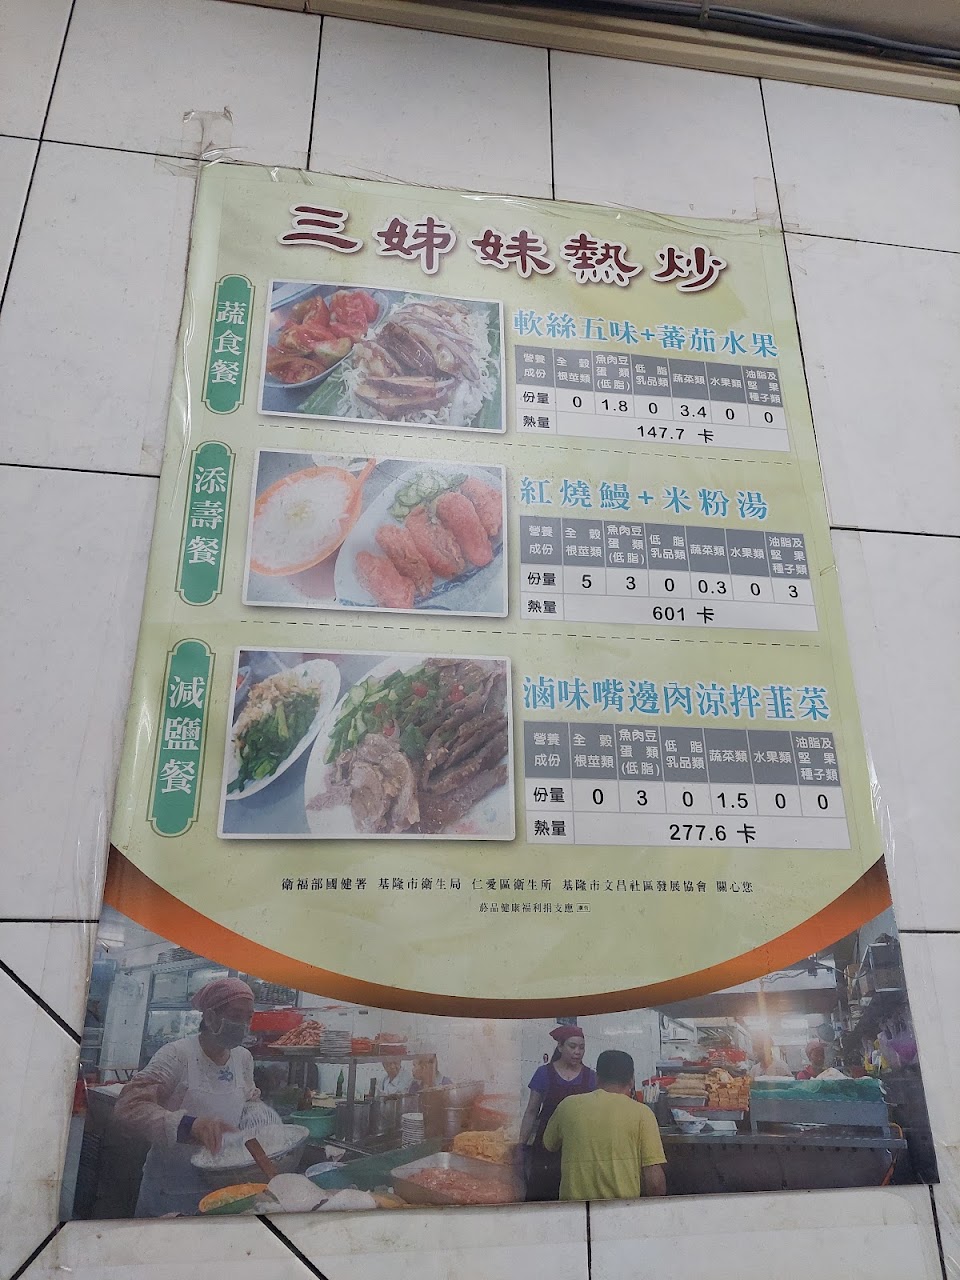 三姊妹熱炒
蔬食餐
軟絲五味+蕃茄水果
營養成份 全穀根莖類 魚肉豆蛋類(低脂) 低脂乳品類 蔬菜類 水果類 油脂及堅果種子類
份量 0 1.8 0 3.4 0 0
熱量 147.7 卡
添壽餐
紅燒鰻+米粉湯
營養成份 全穀根莖類 魚肉豆蛋類(低脂) 低脂乳品類 蔬菜類 水果類 油脂及堅果種子類
份量 5 3 0 0.3 0 3
熱量 601 卡
減鹽餐
滷味嘴邊肉涼拌韮菜
營養成份 全穀根莖類 魚肉豆蛋類(低脂) 低脂乳品類 蔬菜類 水果類 油脂及堅果種子類
份量 0 3 0 1.5 0 0
熱量 277.6 卡
衛福部國健署 基隆市衛生局 仁愛區衛生所 基隆市文昌社區發展協會 關心您
菸品健康福利捐支應